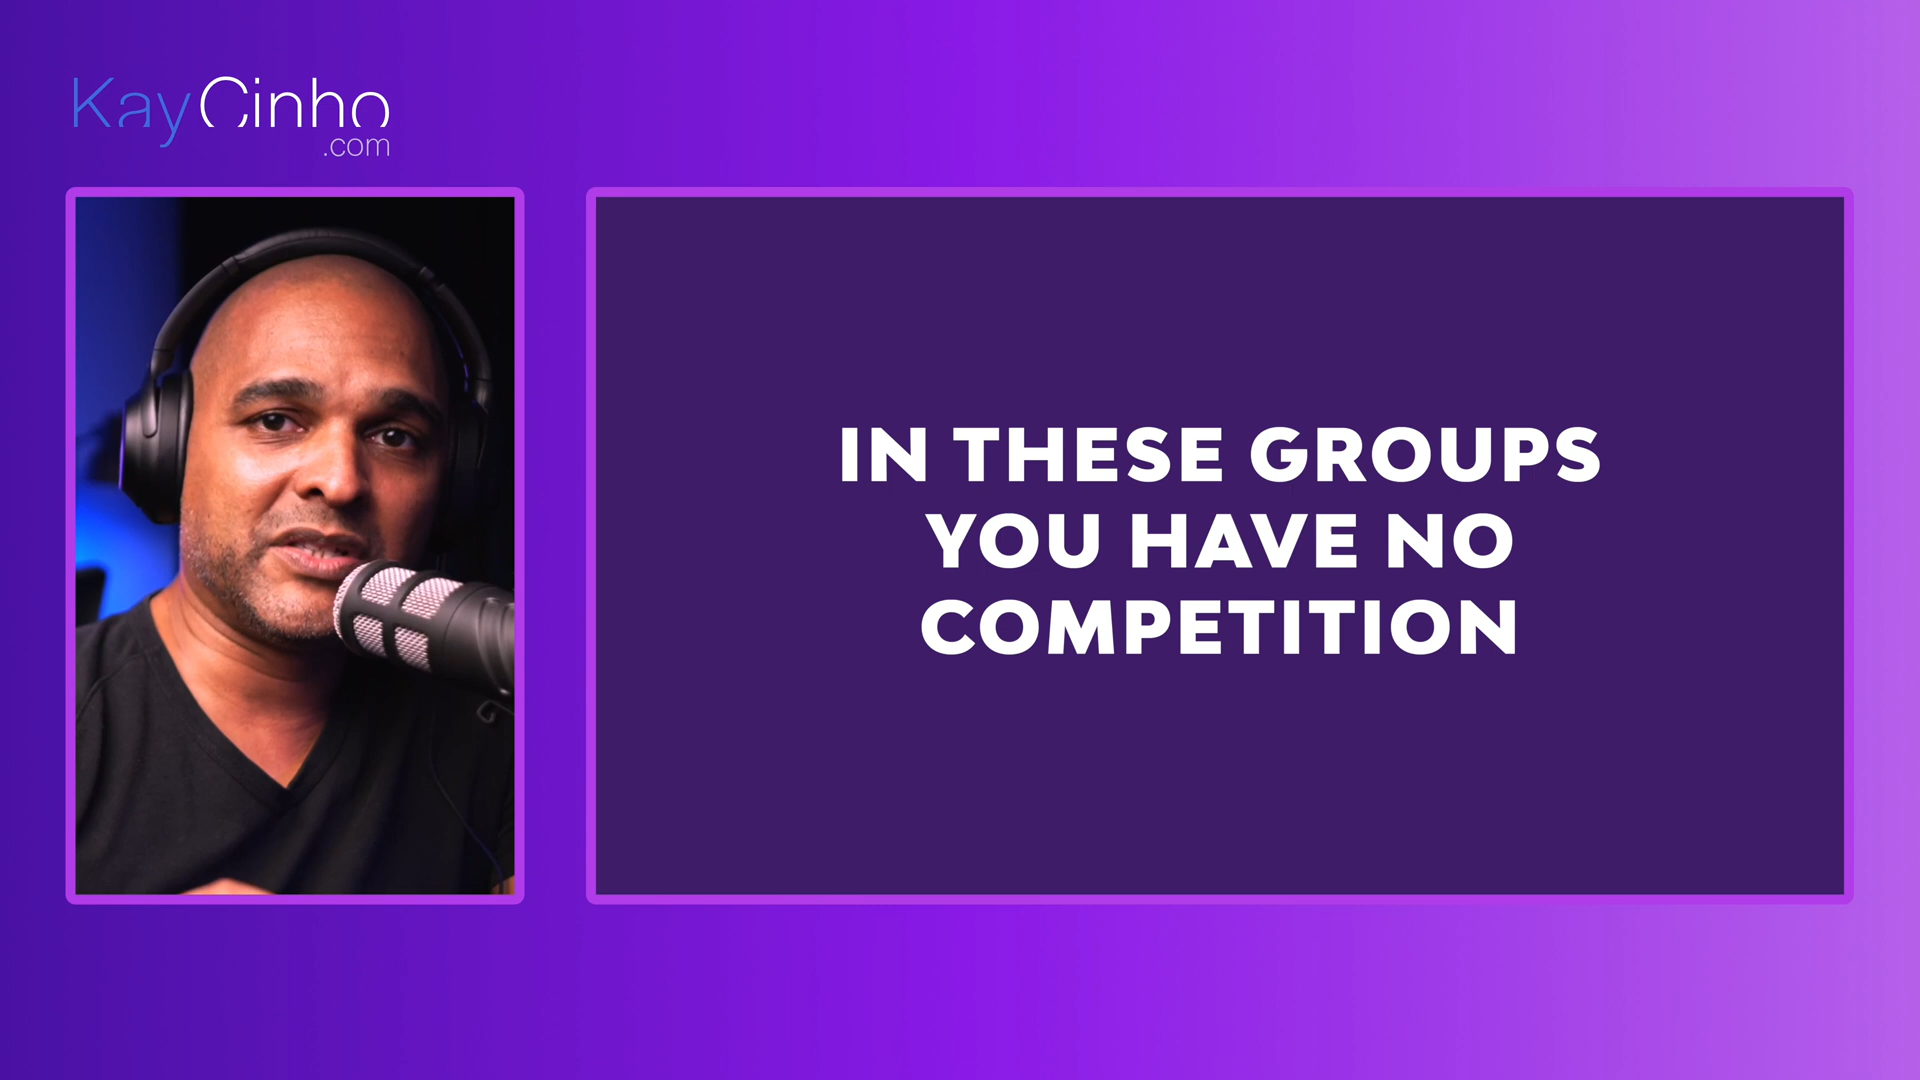 KayCinho
.com
IN THESE GROUPS
YOU HAVE NO
COMPETITION